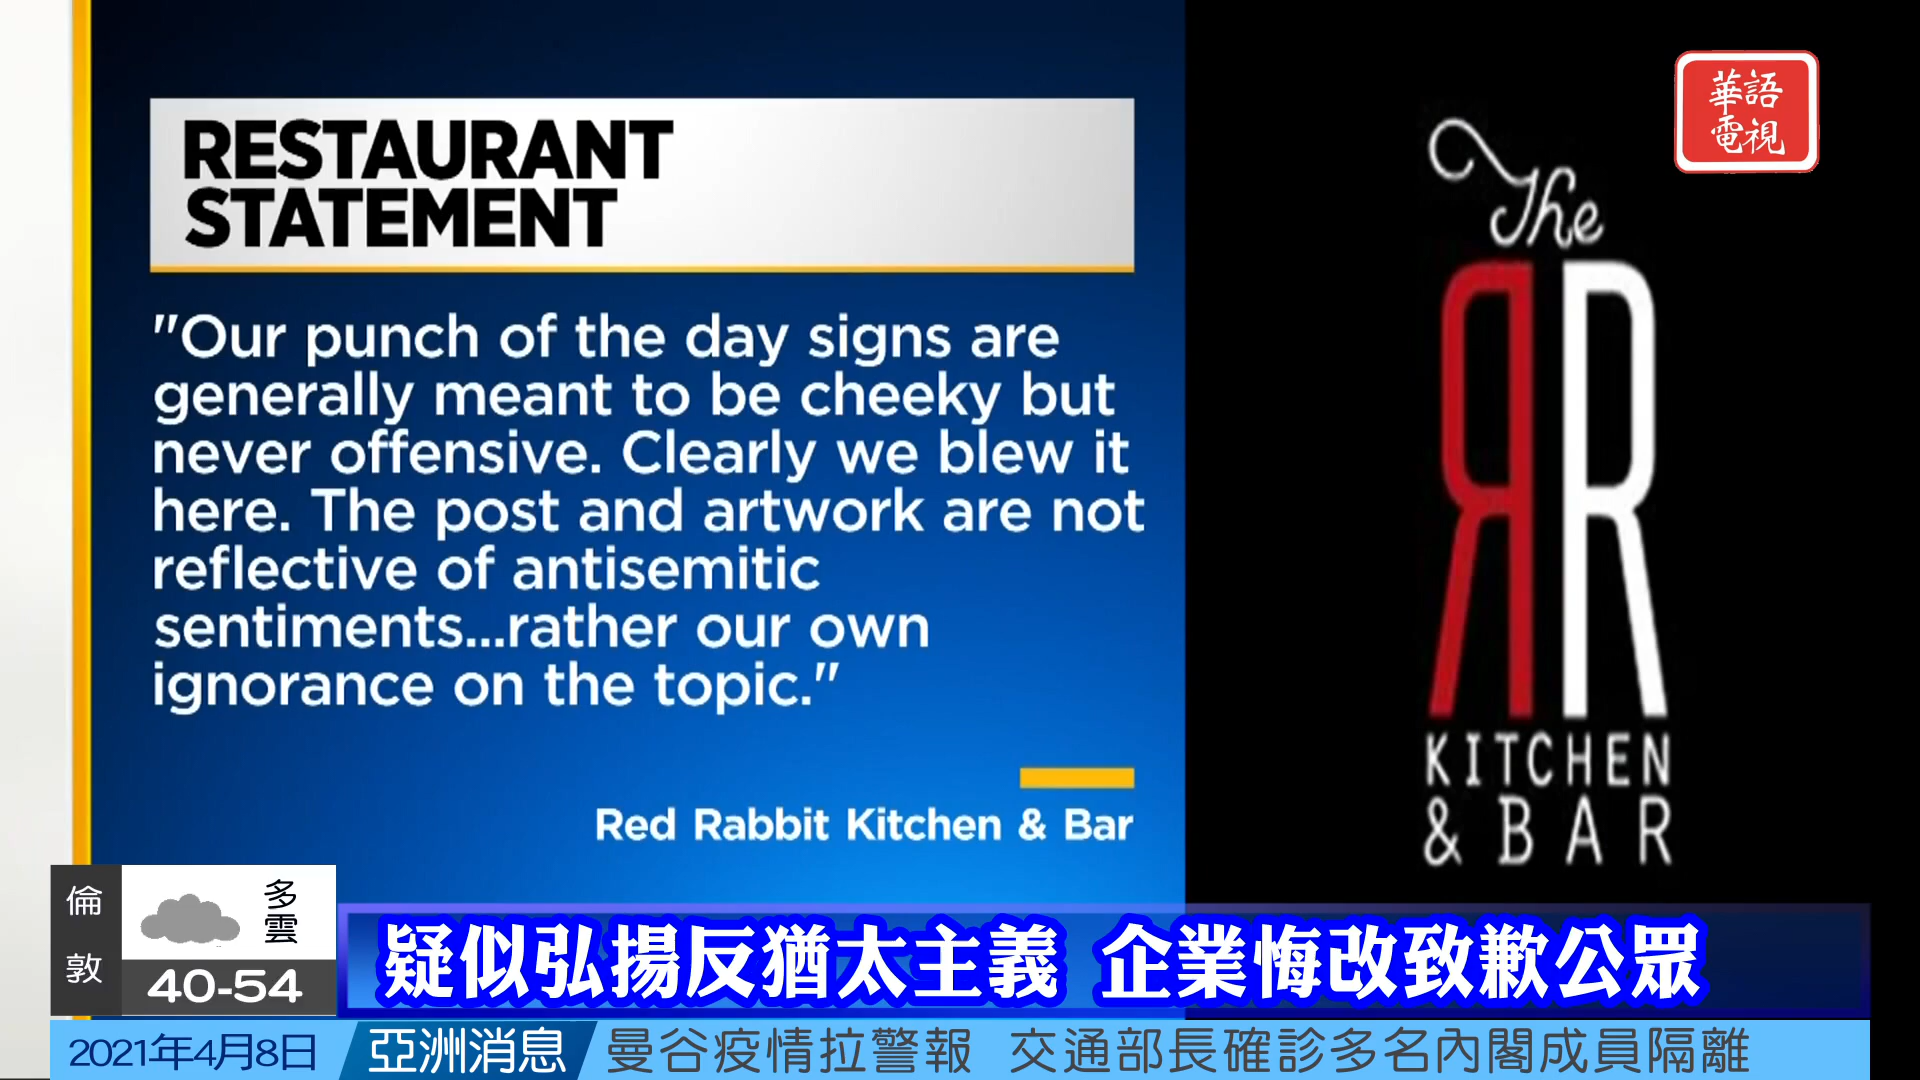 華語
電視
RESTAURANT
STATEMENT
"Our punch of the day signs are
generally meant to be cheeky but
never offensive. Clearly we blew it
here. The post and artwork are not
reflective of antisemitic
sentiments...rather our own
ignorance on the topic."
Red Rabbit Kitchen & Bar
The
RR
KITCHEN
& BAR
倫敦
多雲
40-54
疑似弘揚反猶太主義 企業悔改致歉公眾
2021年4月8日
亞洲消息
曼谷疫情拉警報 交通部長確診多名內閣成員隔離